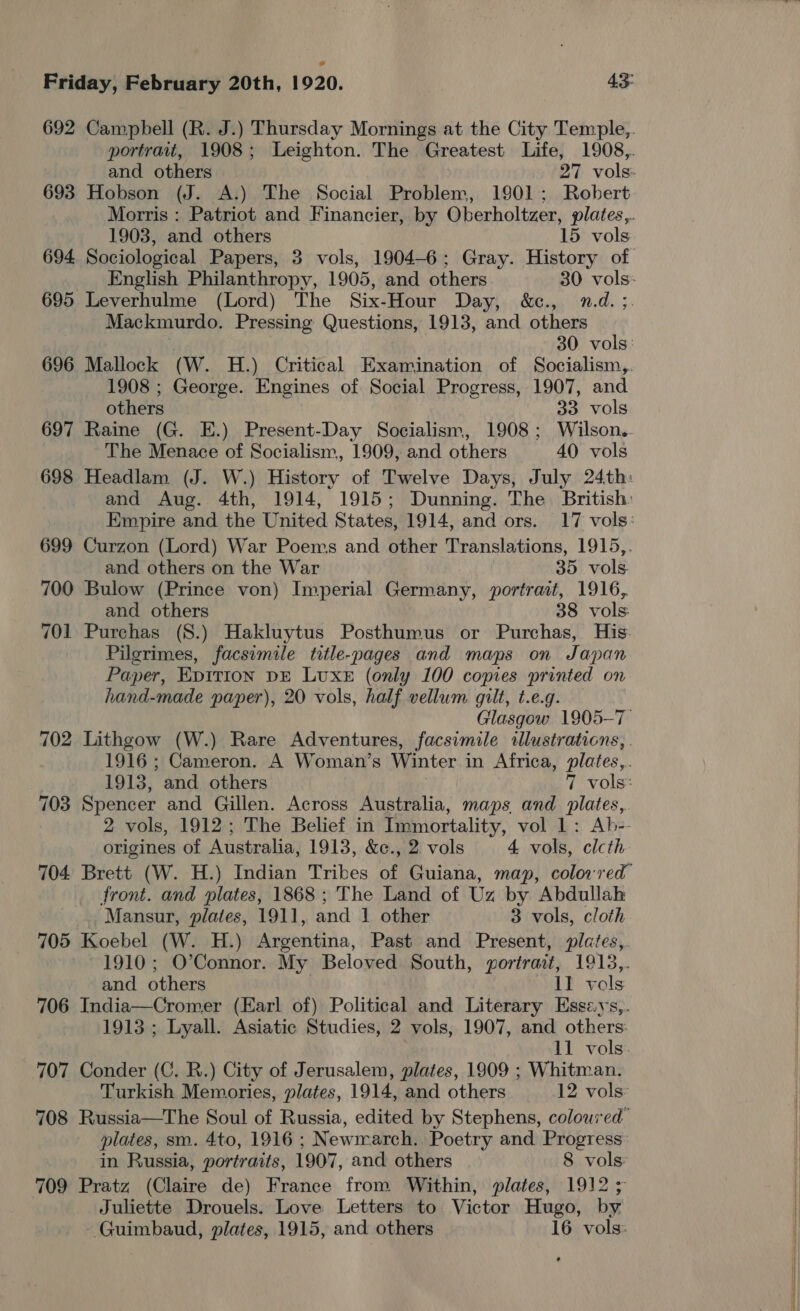 Friday, February 20th, 1920. 43
692 Campbell (R. J.) Thursday Mornings at the City Temple,
portrait, 1908; Leighton. The Greatest Life, 1908,
and others 27 vols
693 Hobson (J. A.) The Social Problem, 1901; Robert
Morris: Patriot and Financier, by Oberholtzer, plates,
1903, and others 15 vols
694 Sociological Papers, 3 vols, 1904-6; Gray. History of
English Philanthropy, 1905, and others 30 vols
695 Leverhulme (Lord) The Six-Hour Day, &c., n.d.;
Mackmurdo. Pressing Questions, 1913, and others
30 vols
696 Mallock (W. H.) Critical Examination of Socialism,
1908; George. Engines of Social Progress, 1907, and
others 33 vols
697 Raine (G. E.) Present-Day Socialism, 1908; Wilson.
The Menace of Socialism, 1909, and others 40 vols
698 Headlam (J. W.) History of Twelve Days, July 24th
and Aug. 4th, 1914, 1915; Dunning. The British
Empire and the United States, 1914, and ors. 17 vols
699 Curzon (Lord) War Poems and other Translations, 1915,
and others on the War 35 vols
700 Bulow (Prince von) Imperial Germany, portrait, 1916,
and others 38 vols
701 Purchas (S.) Hakluytus Posthumus or Purchas, His
Pilgrimes, facsimile title-pages and maps on Japan
Paper, EDITION DE LUXE (only 100 copies printed on
hand-made paper), 20 vols, half vellum gilt, t.e.g.
Glasgow 1905-7
702 Lithgow (W.) Rare Adventures, facsimile illustrations,
1916; Cameron. A Woman's Winter in Africa, plates,
1913, and others 7 vols
703 Spencer and Gillen. Across Australia, maps and plates,
2 vols, 1912; The Belief in Immortality, vol 1: Ab-
origines of Australia, 1913, &c., 2 vols 4 vols, cloth
704 Brett (W. H.) Indian Tribes of Guiana, map, coloured
front. and plates, 1868; The Land of Uz by Abdullah
Mansur, plates, 1911, and 1 other 3 vols, cloth
705 Koebel (W. H.) Argentina, Past and Present, plates,
1910; O'Connor. My Beloved South, portrait, 1913,
and others 11 vols
706 India—Cromer (Earl of) Political and Literary Essays,
1913; Lyall. Asiatic Studies, 2 vols, 1907, and others
11 vols
707 Conder (C. R.) City of Jerusalem, plates, 1909; Whitman.
Turkish Memories, plates, 1914, and others 12 vols
708 Russia—The Soul of Russia, edited by Stephens, coloured
plates, sm. 4to, 1916; Newmarch. Poetry and Progress
in Russia, portraits, 1907, and others 8 vols
709 Pratz (Claire de) France from Within, plates, 1912;
Juliette Drouels. Love Letters to Victor Hugo, by
Guimbaud, plates, 1915, and others 16 vols